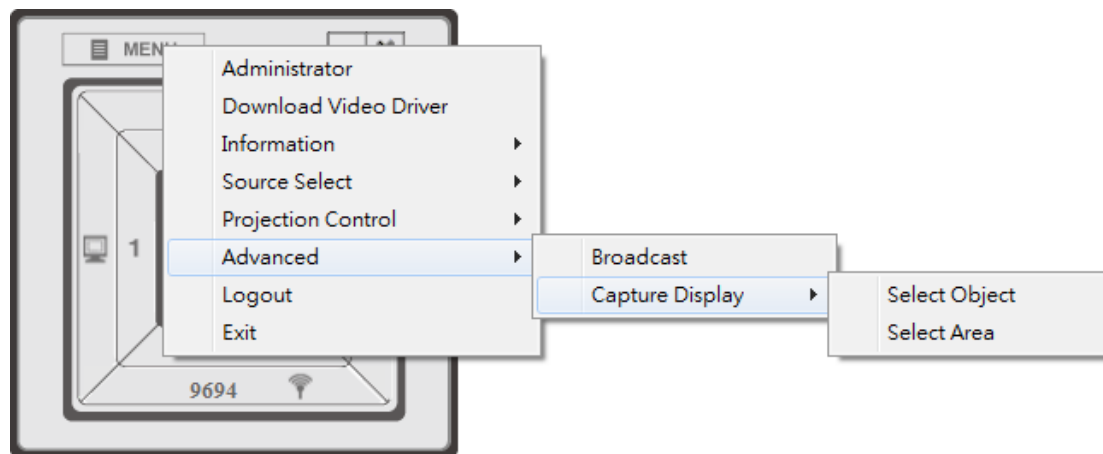 MENU
Administrator
Download Video Driver
Information
Source Select
Projection Control
Advanced
Logout
Exit
Broadcast
Capture Display
Select Object
Select Area
1
9694